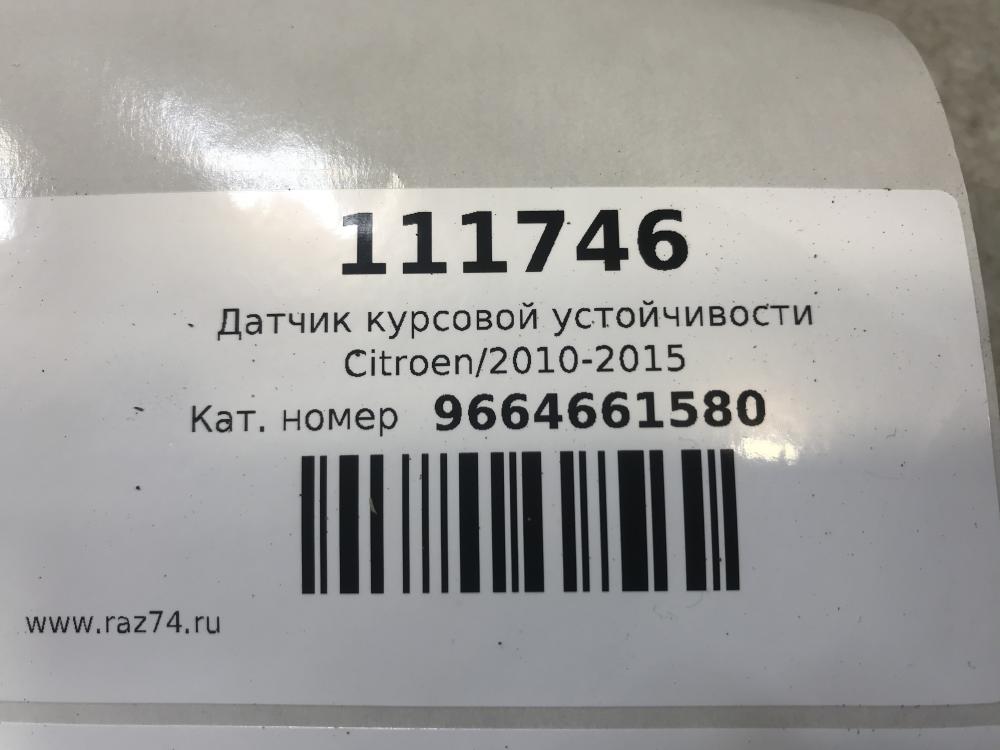 111746
Датчик курсовой устойчивости
Citroen/2010-2015
Кат. номер 9664661580
www.raz74.ru